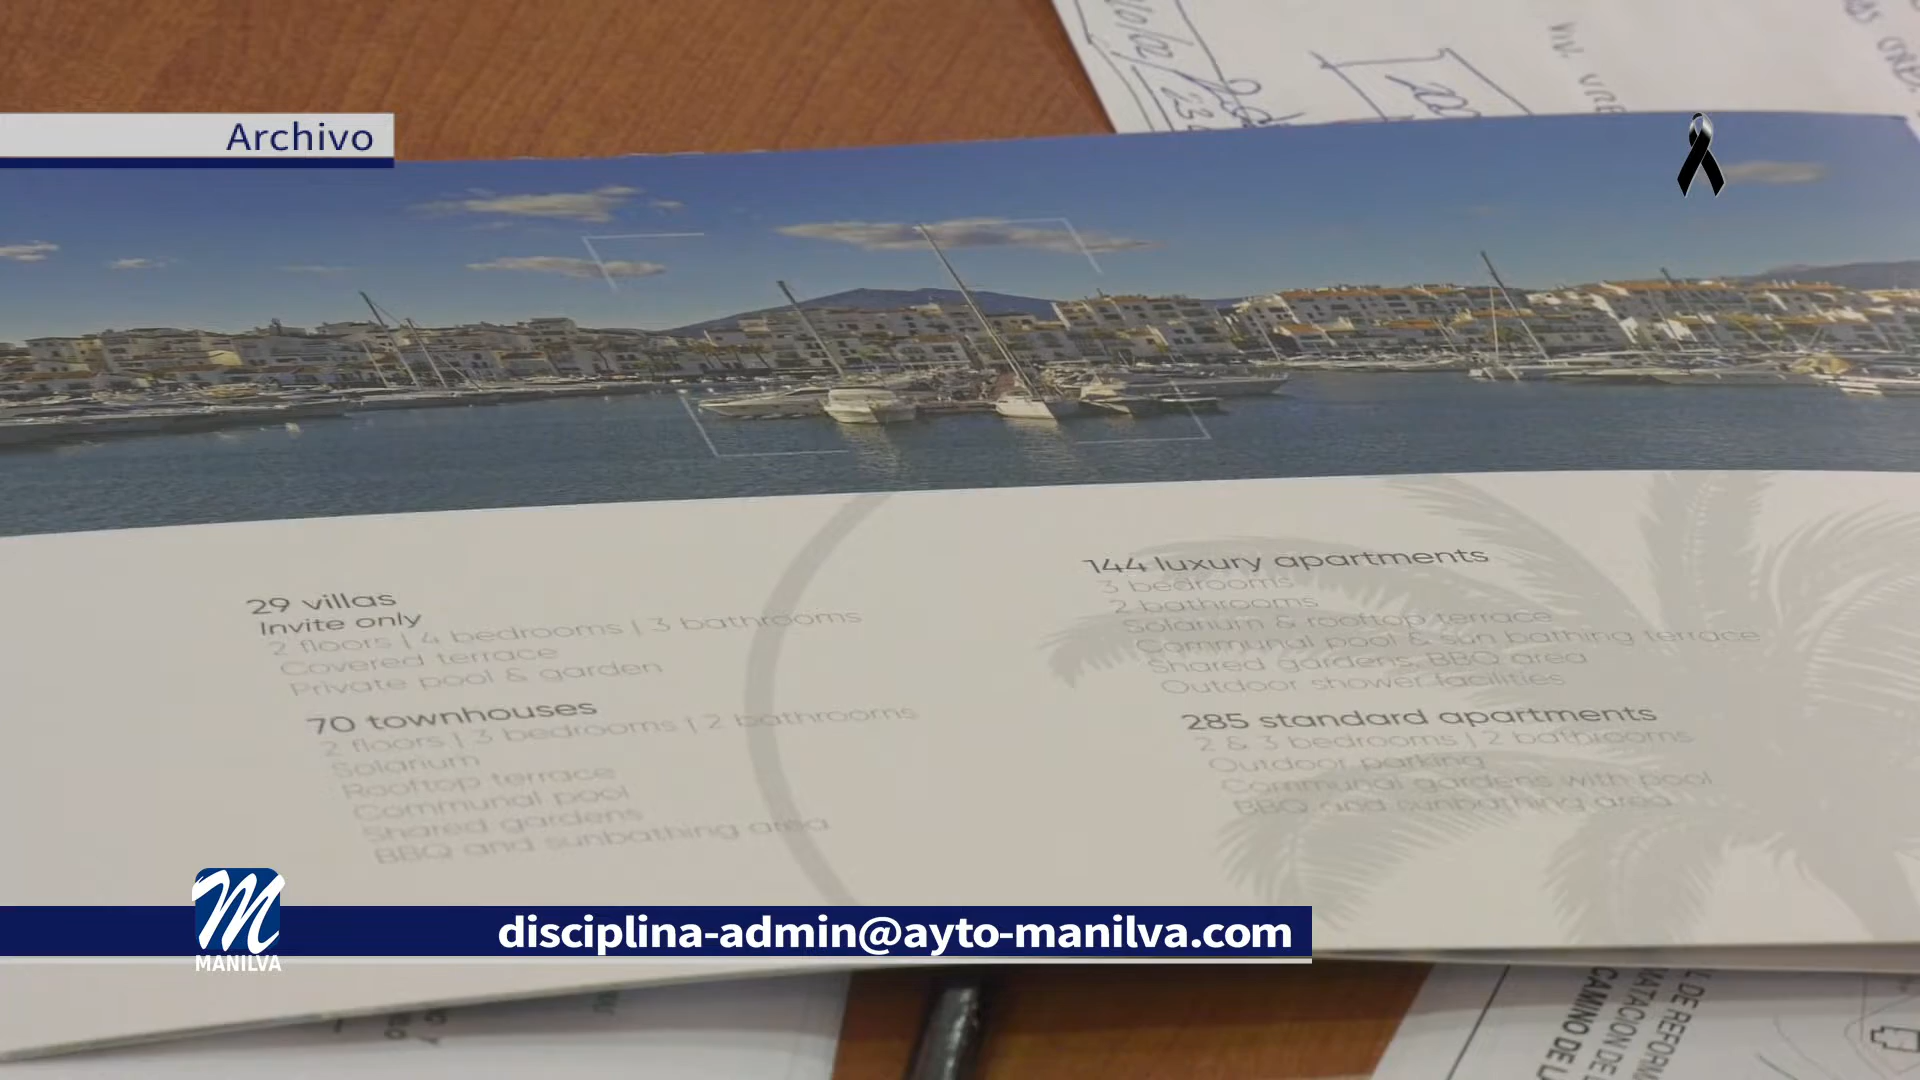 Archivo
29 villas
Invite only
2 floors | 4 bedrooms | 3 bathrooms
Covered terrace
Private pool & garden
70 townhouses
2 floors | 3 bedrooms | 2 bathrooms
Solarium
Rooftop terrace
Communal pool
Shared gardens
BBQ and sunbathing area
144 luxury apartments
3 bedrooms
2 bathrooms
Solarium & rooftop terrace
Communal pool & sun bathing terrace
Shared gardens, BBQ area
Outdoor shower facilities
285 standard apartments
2 & 3 bedrooms | 2 bathrooms
Outdoor parking
Communal gardens with pool
BBQ and sunbathing area
disciplina-admin@ayto-manilva.com
M
MANILVA
DE REFORM
CAMINO DE